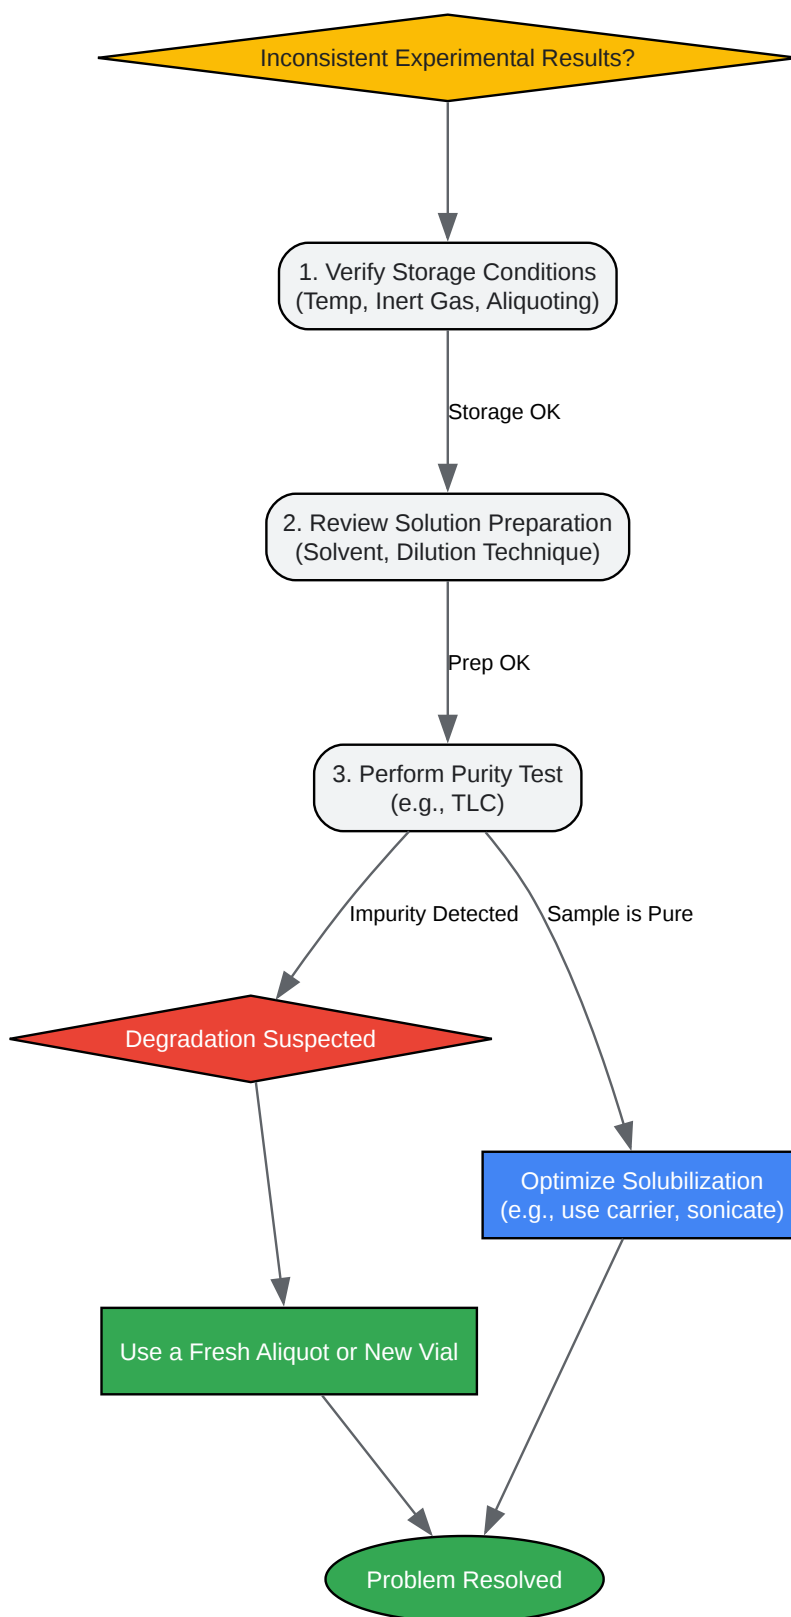 Inconsistent Experimental Results?
1. Verify Storage Conditions
(Temp, Inert Gas, Aliquoting)
Storage OK
2. Review Solution Preparation
(Solvent, Dilution Technique)
Prep OK
3. Perform Purity Test
(e.g., TLC)
Impurity Detected
Sample is Pure
Degradation Suspected
Optimize Solubilization
(e.g., use carrier, sonicate)
Use a Fresh Aliquot or New Vial
Problem Resolved